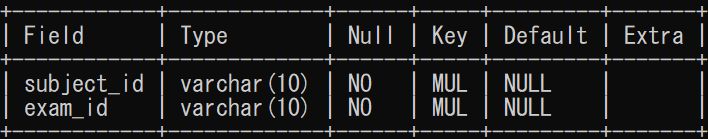 +------------+-------------+------+-----+---------+-------+
| Field      | Type        | Null | Key | Default | Extra |
+------------+-------------+------+-----+---------+-------+
| subject_id | varchar(10) | NO   | MUL | NULL    |       |
| exam_id    | varchar(10) | NO   | MUL | NULL    |       |
+------------+-------------+------+-----+---------+-------+